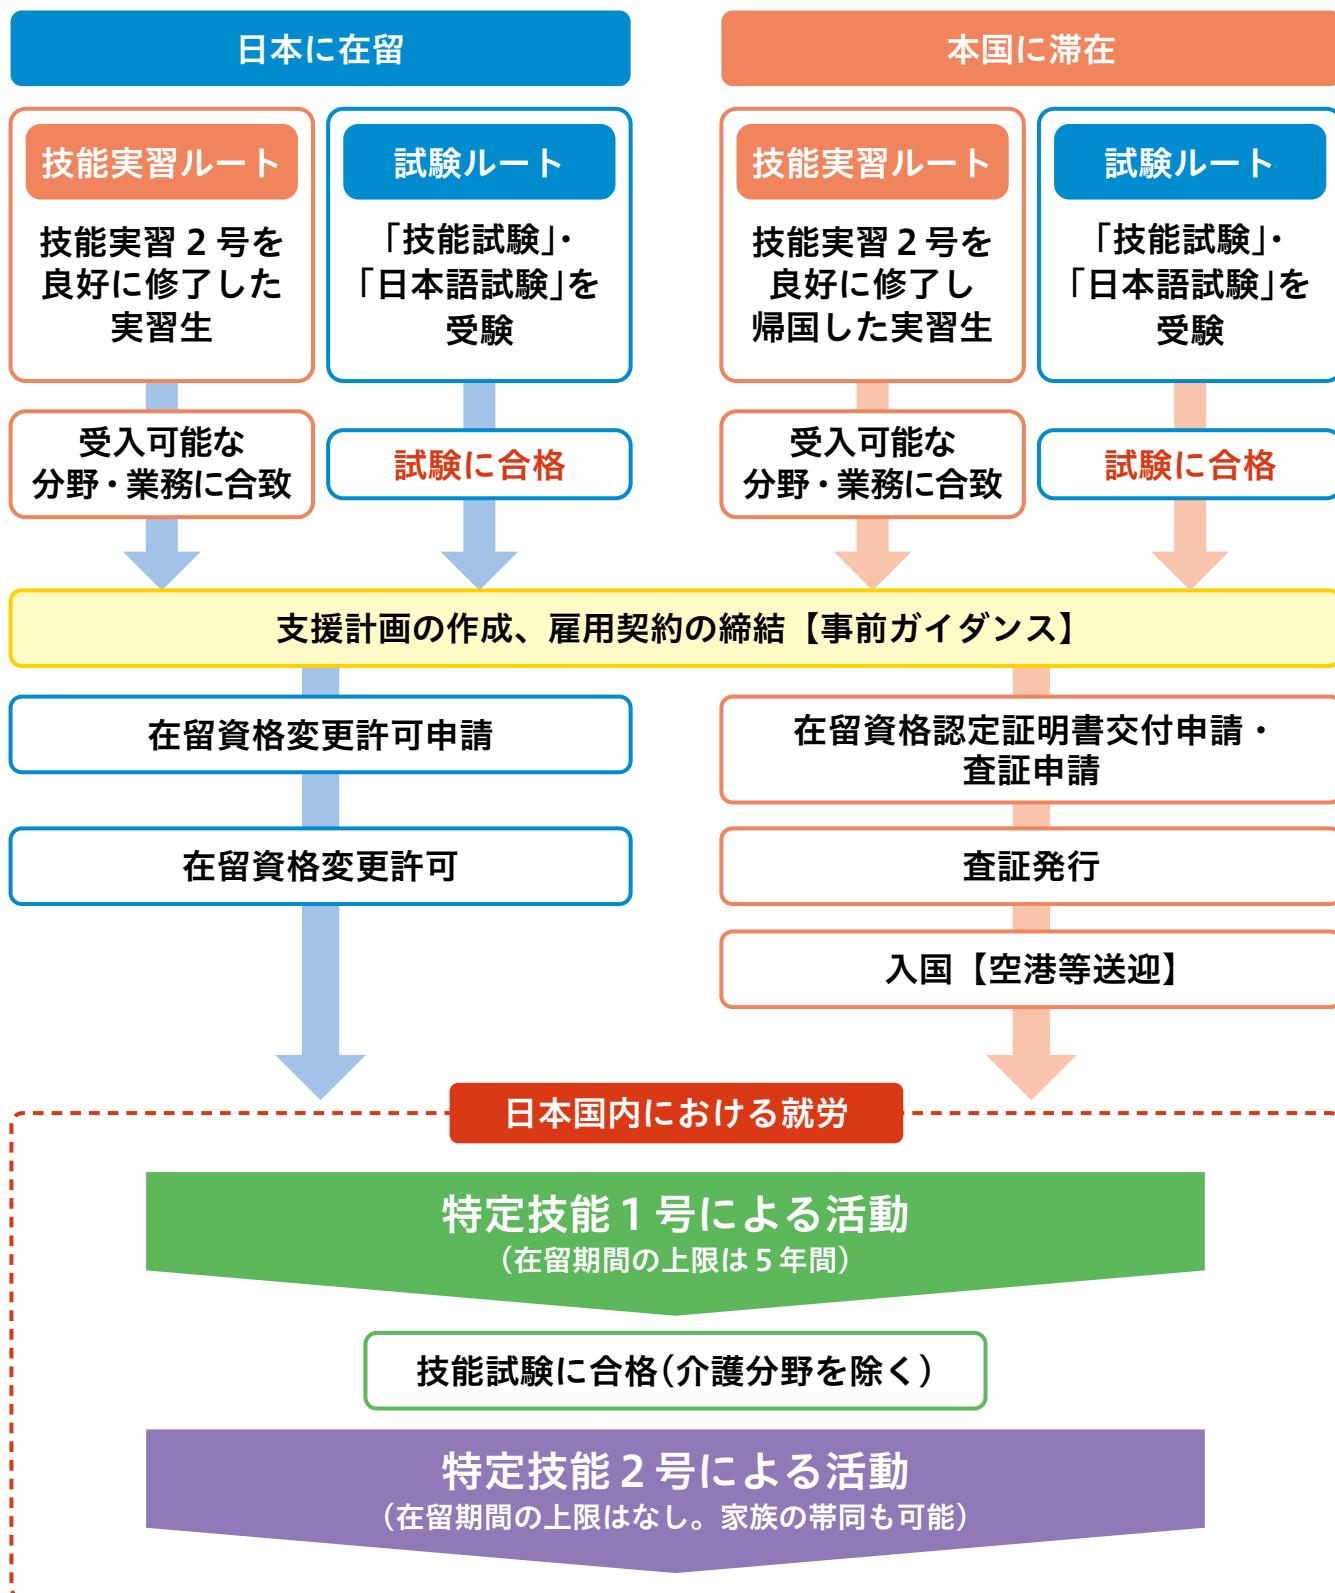 日本に在留
技能実習ルート
技能実習2号を
良好に修了した
実習生
受入可能な
分野・業務に合致
試験ルート
「技能試験」・
「日本語試験」を
受験
試験に合格
本国に滞在
技能実習ルート
技能実習2号を
良好に修了し
帰国した実習生
受入可能な
分野・業務に合致
試験ルート
「技能試験」・
「日本語試験」を
受験
試験に合格
支援計画の作成、雇用契約の締結【事前ガイダンス】
在留資格変更許可申請
在留資格変更許可
在留資格認定証明書交付申請・
査証申請
査証発行
入国【空港等送迎】
日本国内における就労
特定技能1号による活動
(在留期間の上限は5年間)
技能試験に合格(介護分野を除く)
特定技能2号による活動
(在留期間の上限はなし。家族の帯同も可能)